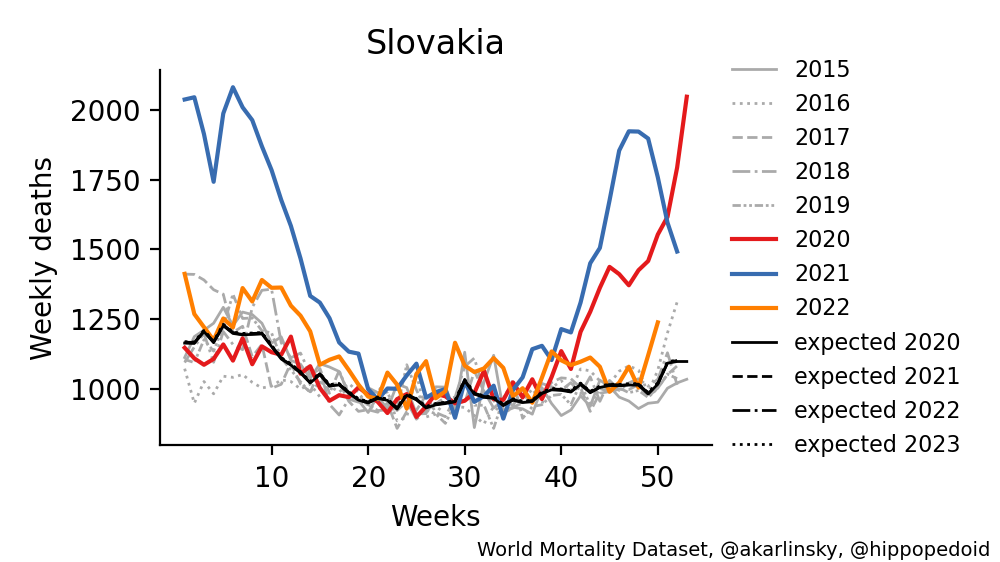 Slovakia
Weekly deaths
2000
1750
1500
1250
1000
10 20 30 40 50
Weeks
2015
2016
2017
2018
2019
2020
2021
2022
expected 2020
expected 2021
expected 2022
expected 2023
World Mortality Dataset, @akarlinsky, @hippopedoid